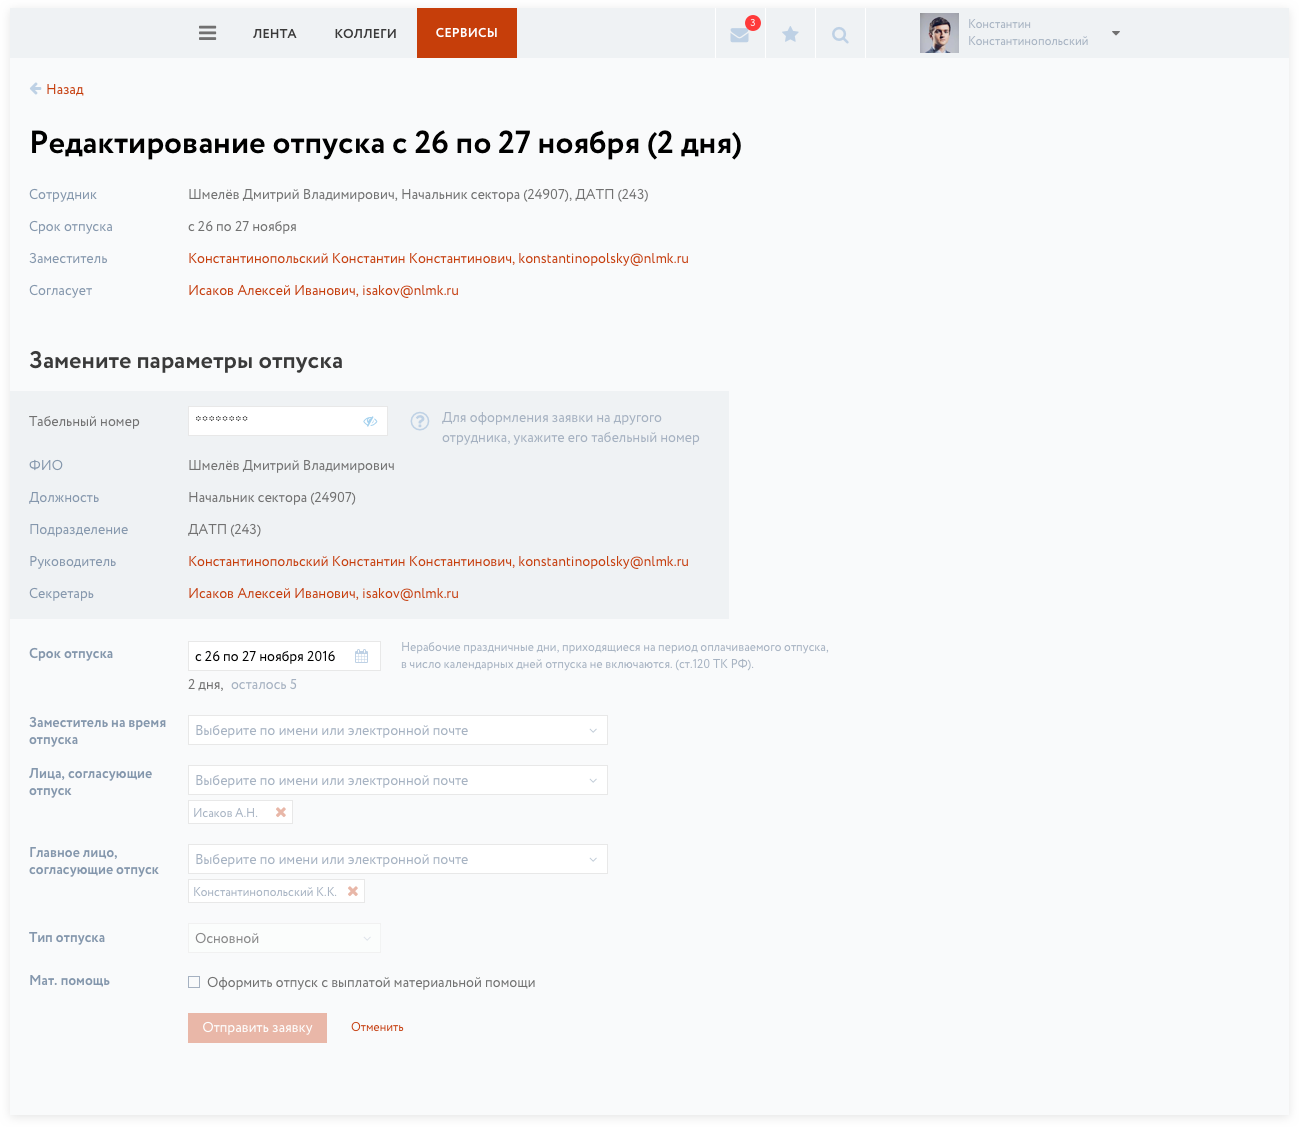 ЛЕНТА КОЛЛЕГИ СЕРВИСЫ 3 Константин
Константинопольский
Назад
Редактирование отпуска с 26 по 27 ноября (2 дня)
Сотрудник Шмелёв Дмитрий Владимирович, Начальник сектора (24907), ДАТП (243)
Срок отпуска с 26 по 27 ноября
Заместитель Константинопольский Константин Константинович, konstantinopolsky@nlmk.ru
Согласует Исаков Алексей Иванович, isakov@nlmk.ru
Замените параметры отпуска
Табельный номер ******** Для оформления заявки на другого
отрудника, укажите его табельный номер
ФИО Шмелёв Дмитрий Владимирович
Должность Начальник сектора (24907)
Подразделение ДАТП (243)
Руководитель Константинопольский Константин Константинович, konstantinopolsky@nlmk.ru
Секретарь Исаков Алексей Иванович, isakov@nlmk.ru
Срок отпуска с 26 по 27 ноября 2016 Нерабочие праздничные дни, приходящиеся на период оплачиваемого отпуска,
в число календарных дней отпуска не включаются. (ст.120 ТК РФ).
2 дня, осталось 5
Заместитель на время
отпуска
Выберите по имени или электронной почте
Лица, согласующие
отпуск
Выберите по имени или электронной почте
Исаков А.Н.
Главное лицо,
согласующие отпуск
Выберите по имени или электронной почте
Константинопольский К.К.
Тип отпуска Основной
Мат. помощь Оформить отпуск с выплатой материальной помощи
Отправить заявку Отменить